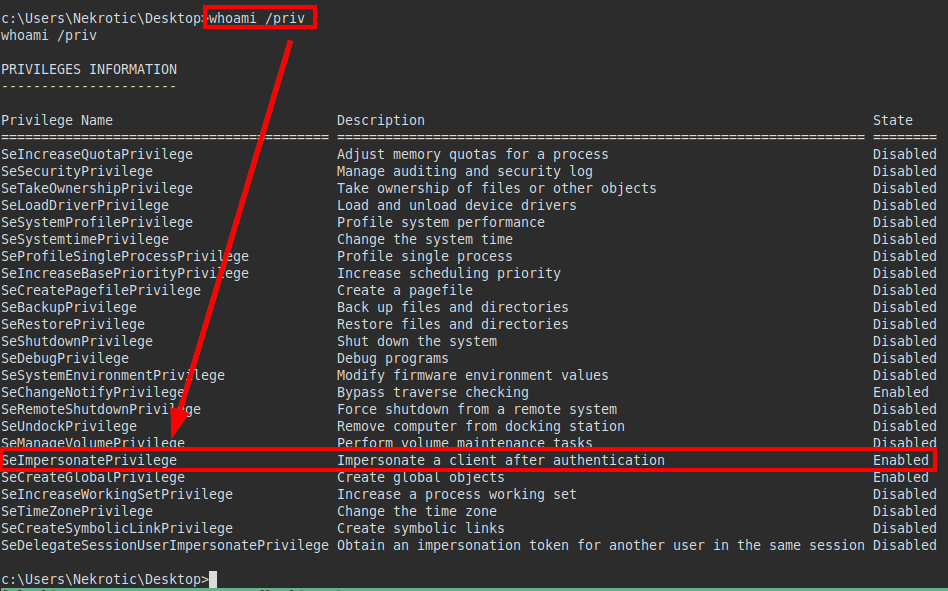 c:\Users\Nekrotic\Desktop>whoami /priv
whoami /priv
PRIVILEGES INFORMATION
----------------------
Privilege Name Description State
========================================= ================================================================== ========
SeIncreaseQuotaPrivilege Adjust memory quotas for a process Disabled
SeSecurityPrivilege Manage auditing and security log Disabled
SeTakeOwnershipPrivilege Take ownership of files or other objects Disabled
SeLoadDriverPrivilege Load and unload device drivers Disabled
SeSystemProfilePrivilege Profile system performance Disabled
SeSystemtimePrivilege Change the system time Disabled
SeProfileSingleProcessPrivilege Profile single process Disabled
SeIncreaseBasePriorityPrivilege Increase scheduling priority Disabled
SeCreatePagefilePrivilege Create a pagefile Disabled
SeBackupPrivilege Back up files and directories Disabled
SeRestorePrivilege Restore files and directories Disabled
SeShutdownPrivilege Shut down the system Disabled
SeDebugPrivilege Debug programs Disabled
SeSystemEnvironmentPrivilege Modify firmware environment values Disabled
SeChangeNotifyPrivilege Bypass traverse checking Enabled
SeRemoteShutdownPrivilege Force shutdown from a remote system Disabled
SeUndockPrivilege Remove computer from docking station Disabled
SeManageVolumePrivilege Perform volume maintenance tasks Disabled
SeImpersonatePrivilege Impersonate a client after authentication Enabled
SeCreateGlobalPrivilege Create global objects Enabled
SeIncreaseWorkingSetPrivilege Increase a process working set Disabled
SeTimeZonePrivilege Change the time zone Disabled
SeCreateSymbolicLinkPrivilege Create symbolic links Disabled
SeDelegateSessionUserImpersonatePrivilege Obtain an impersonation token for another user in the same session Disabled
c:\Users\Nekrotic\Desktop>